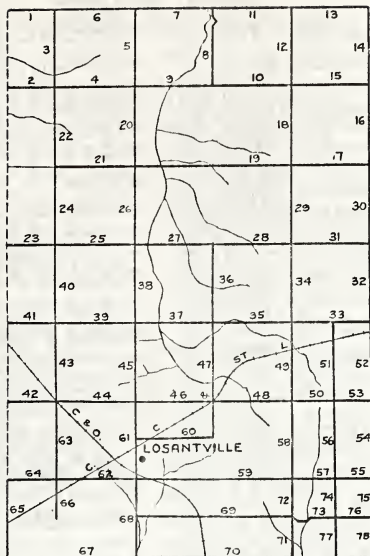 1 6 7 11 13
3 5 8 12 14
2 4 9 10 15
22 20 18 16
21 19 17
24 26 29 30
23 25 27 28 31
40 38 36 34 32
41 39 37 35 33
43 45 47 ST L. 49 51 52
42 44 46 & 48 50 53
63 C & O. 61 C. 60 58 56
LOSANTVILLE
64 C. 62 59 57 55
65 66 72 74 75
68 69 73 76
67 70 71 77 78